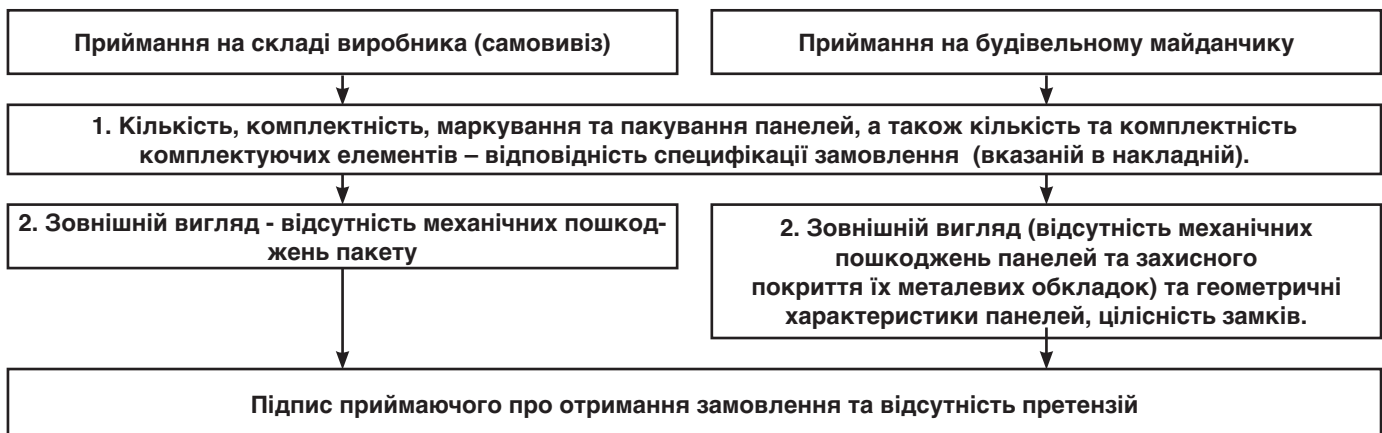 Приймання на складі виробника (самовивіз)
Приймання на будівельному майданчику
1. Кількість, комплектність, маркування та пакування панелей, а також кількість та комплектність
комплектуючих елементів – відповідність специфікації замовлення (вказаній в накладній).
2. Зовнішній вигляд - відсутність механічних пошкод-
жень пакету
2. Зовнішній вигляд (відсутність механічних
пошкоджень панелей та захисного
покриття їх металевих обкладок) та геометричні
характеристики панелей, цілісність замків.
Підпис приймаючого про отримання замовлення та відсутність претензій